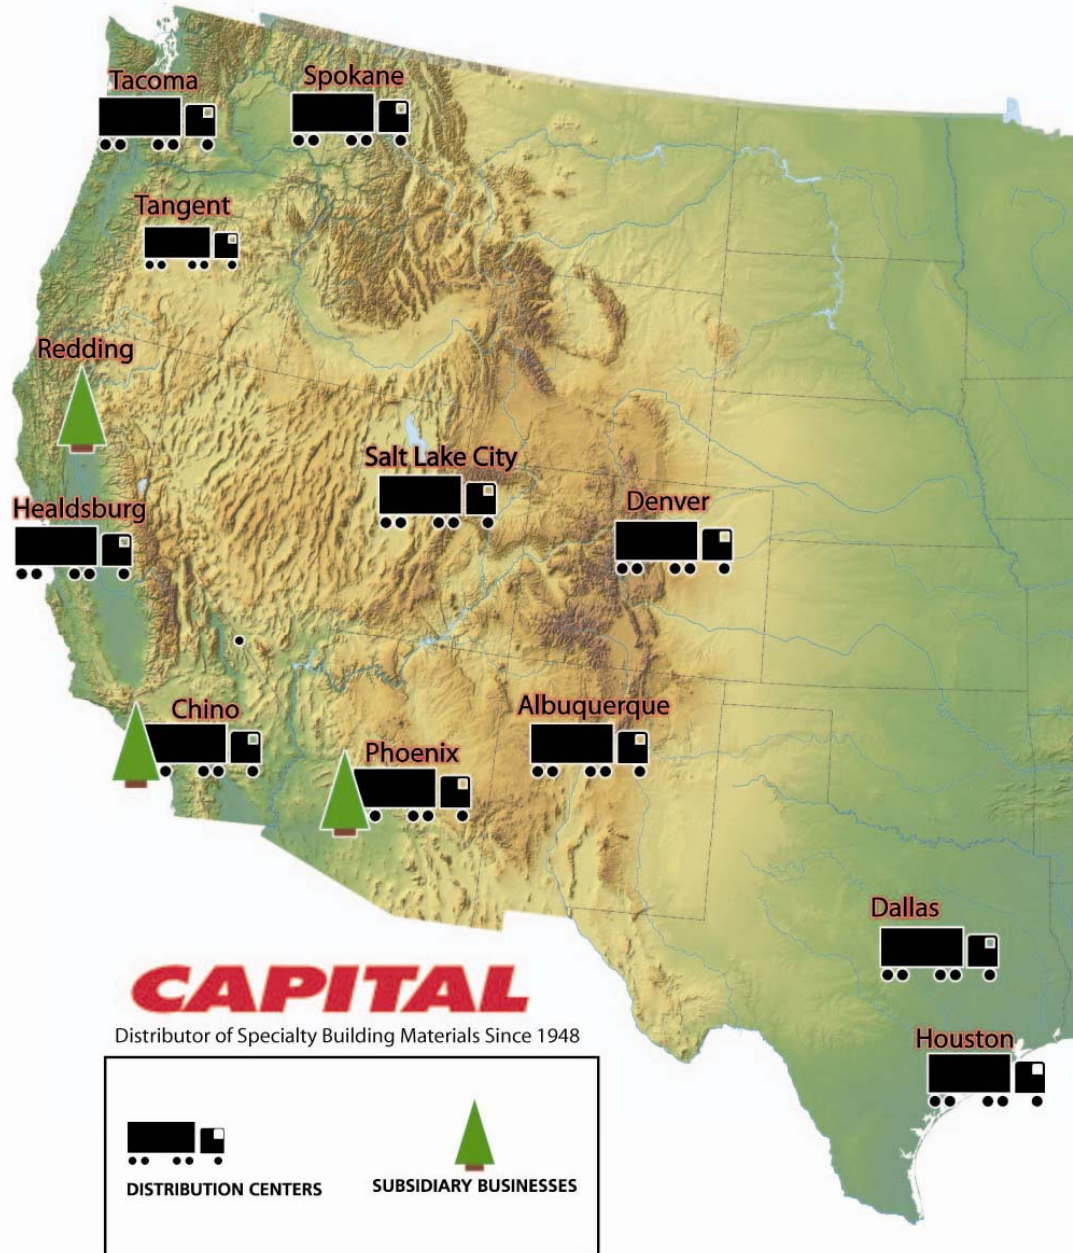 Tacoma
Spokane
Tangent
Redding
Salt Lake City
Denver
Healdsburg
Chino
Albuquerque
Phoenix
Dallas
CAPITAL
Distributor of Specialty Building Materials Since 1948
Houston
DISTRIBUTION CENTERS
SUBSIDIARY BUSINESSES